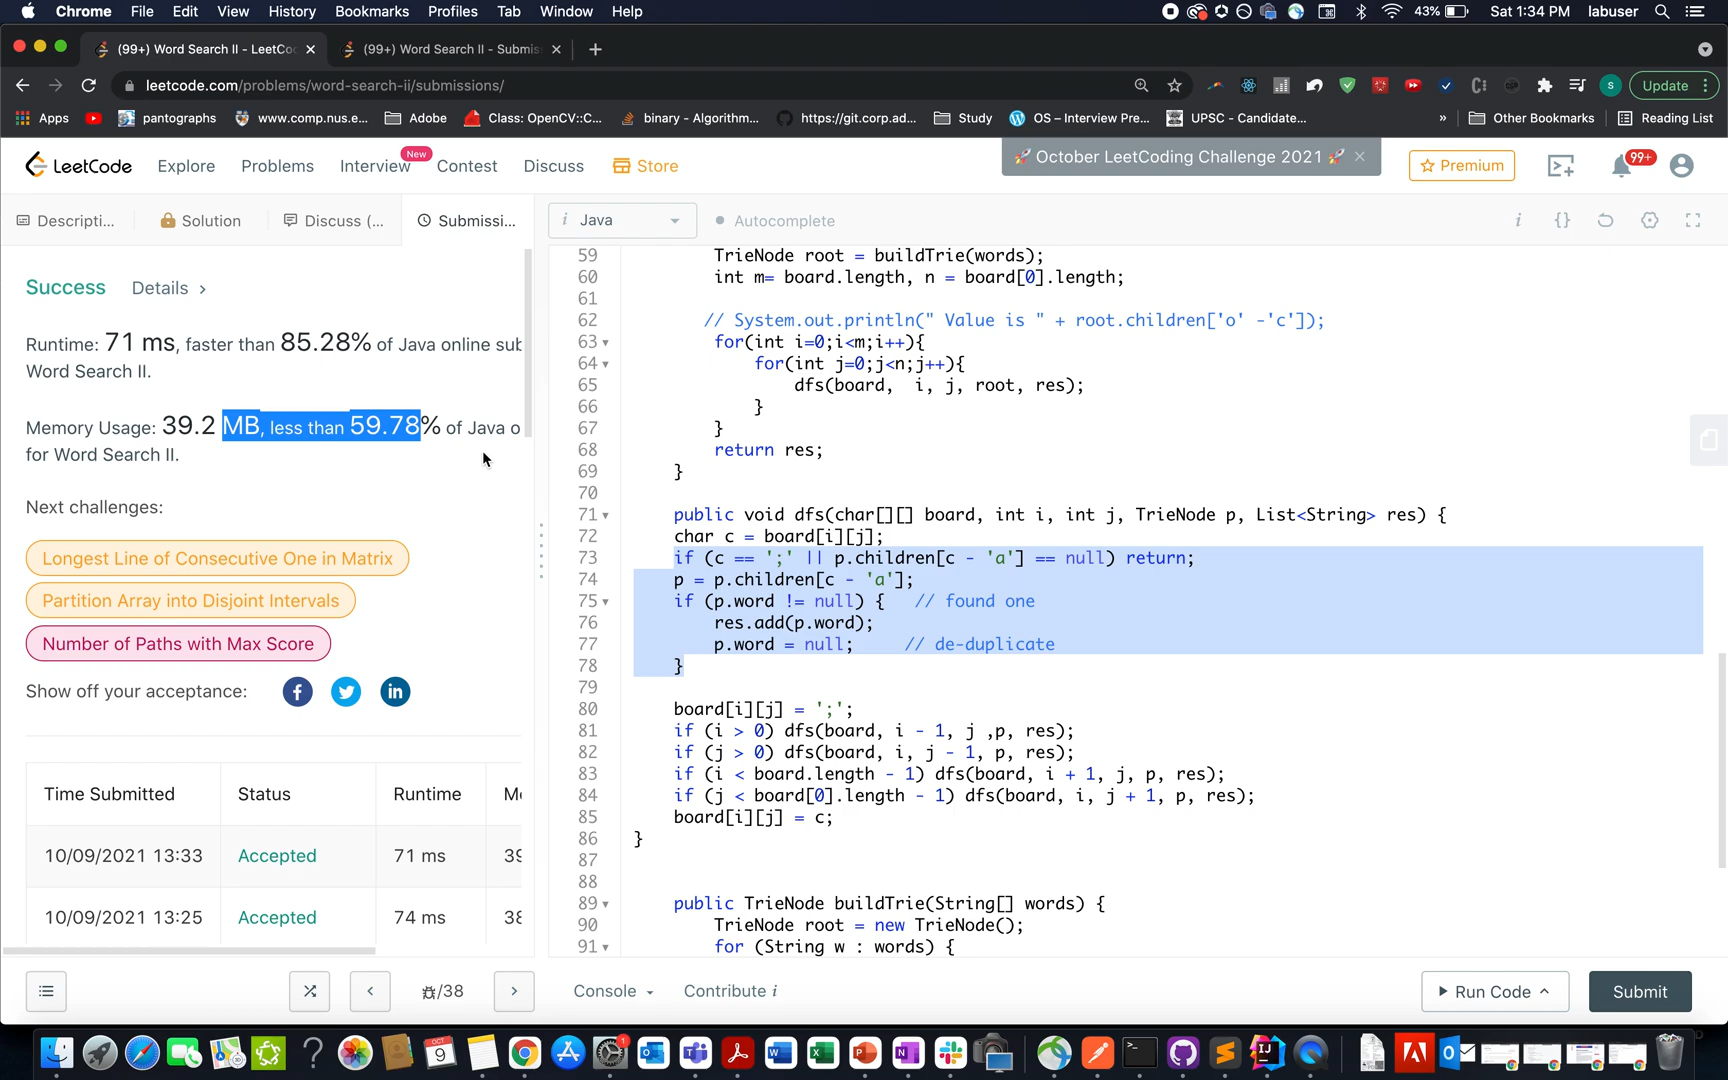 Chrome File Edit View History Bookmarks Profiles Tab Window Help 43% Sat 1:34 PM labuser
(99+) Word Search II - LeetCo (99+) Word Search II - Submis
leetcode.com/problems/word-search-ii/submissions/ S Update
Apps pantographs www.comp.nus.e... Adobe Class: OpenCV::C... binary - Algorithm... https://git.corp.ad... Study OS – Interview Pre... UPSC - Candidate... » Other Bookmarks Reading List
LeetCode Explore Problems Interview New Contest Discuss Store 🚀 October LeetCoding Challenge 2021 🚀 × Premium 99+
Descripti... Solution Discuss (... Submissi... i Java Autocomplete i {}
Success Details ›
Runtime: 71 ms, faster than 85.28% of Java online sub
Word Search II.
Memory Usage: 39.2 MB, less than 59.78% of Java o
for Word Search II.
Next challenges:
Longest Line of Consecutive One in Matrix
Partition Array into Disjoint Intervals
Number of Paths with Max Score
Show off your acceptance:
Time Submitted Status Runtime Me
10/09/2021 13:33 Accepted 71 ms 39
10/09/2021 13:25 Accepted 74 ms 38
59 TrieNode root = buildTrie(words);
60 int m= board.length, n = board[0].length;
61
62 // System.out.println(" Value is " + root.children['o' -'c']);
63 for(int i=0;i<m;i++){
64 for(int j=0;j<n;j++){
65 dfs(board,  i, j, root, res);
66 }
67 }
68 return res;
69 }
70
71 public void dfs(char[][] board, int i, int j, TrieNode p, List<String> res) {
72 char c = board[i][j];
73 if (c == ';' || p.children[c - 'a'] == null) return;
74 p = p.children[c - 'a'];
75 if (p.word != null) {   // found one
76 res.add(p.word);
77 p.word = null;     // de-duplicate
78 }
79
80 board[i][j] = ';';
81 if (i > 0) dfs(board, i - 1, j ,p, res);
82 if (j > 0) dfs(board, i, j - 1, p, res);
83 if (i < board.length - 1) dfs(board, i + 1, j, p, res);
84 if (j < board[0].length - 1) dfs(board, i, j + 1, p, res);
85 board[i][j] = c;
86 }
87
88
89 public TrieNode buildTrie(String[] words) {
90 TrieNode root = new TrieNode();
91 for (String w : words) {
/38 Console Contribute i Run Code Submit
OCT 9 1